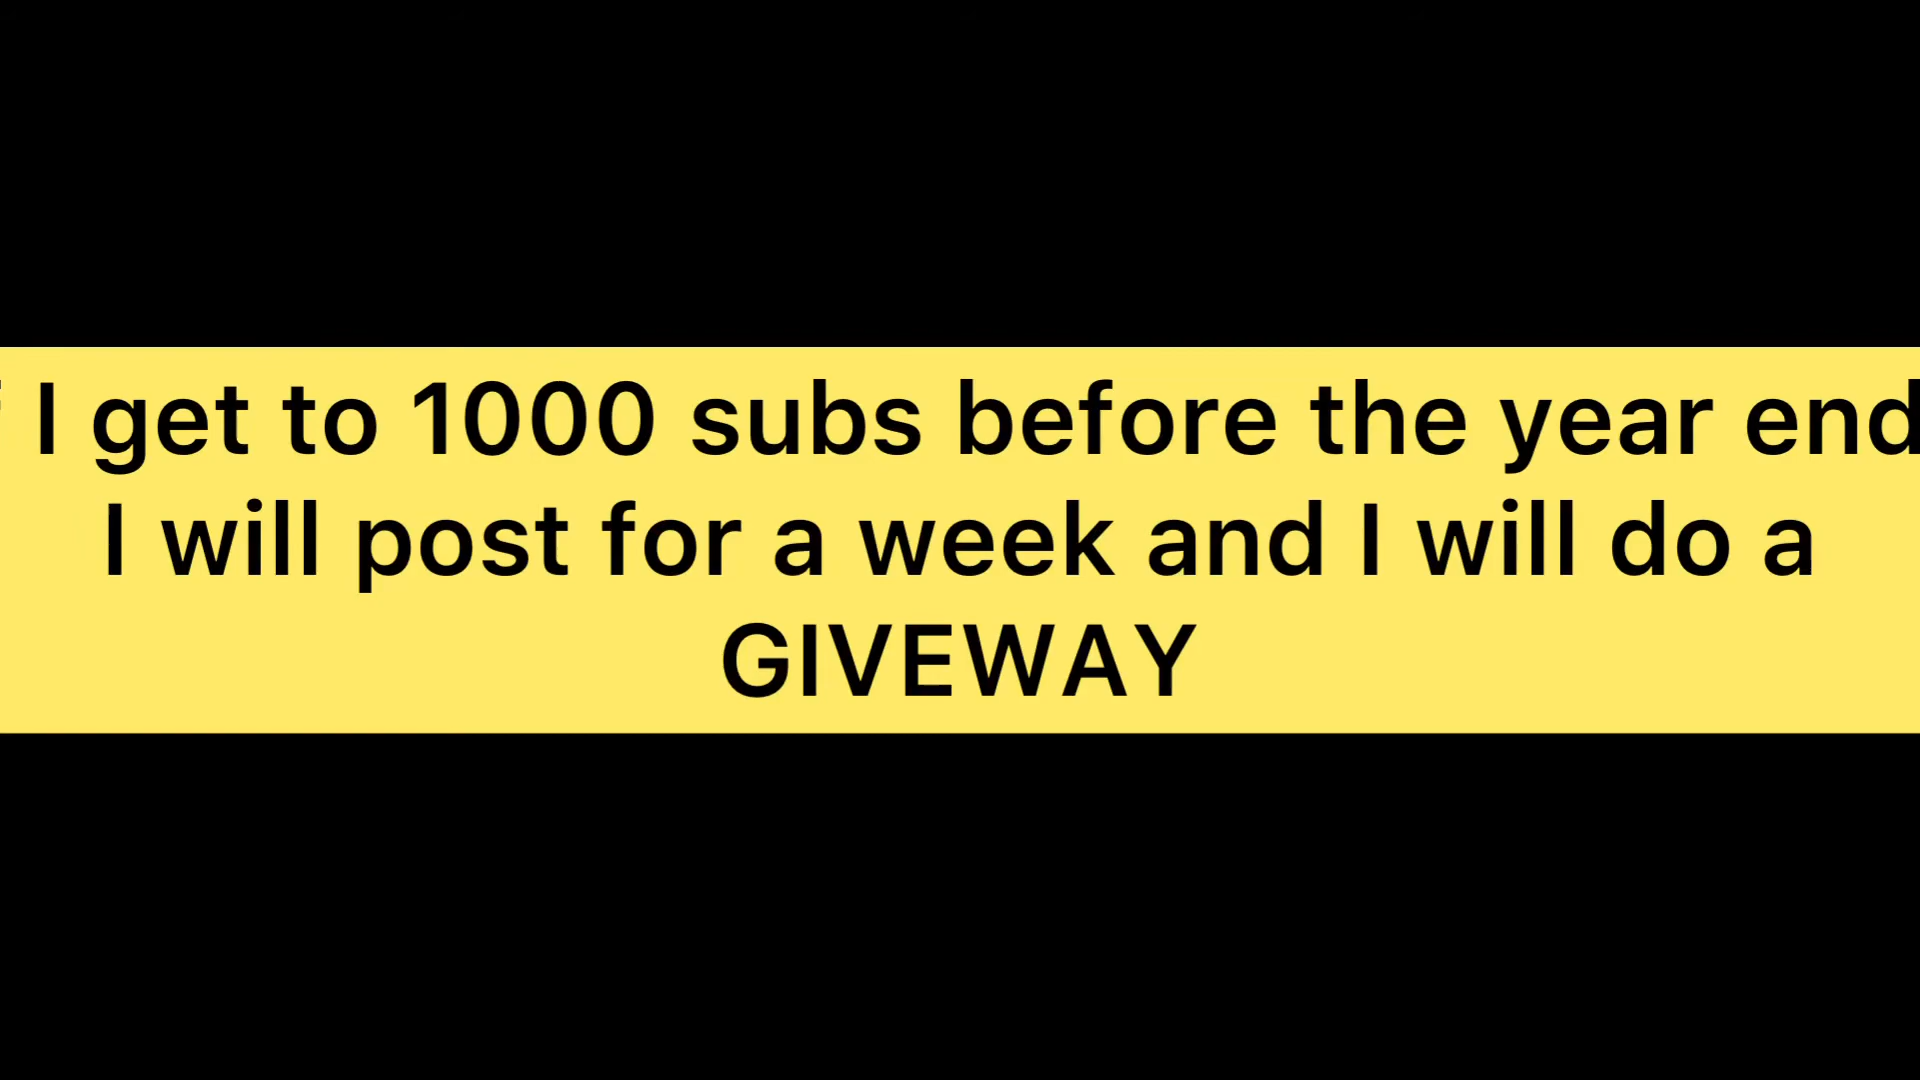 I get to 1000 subs before the year end
I will post for a week and I will do a
GIVEWAY